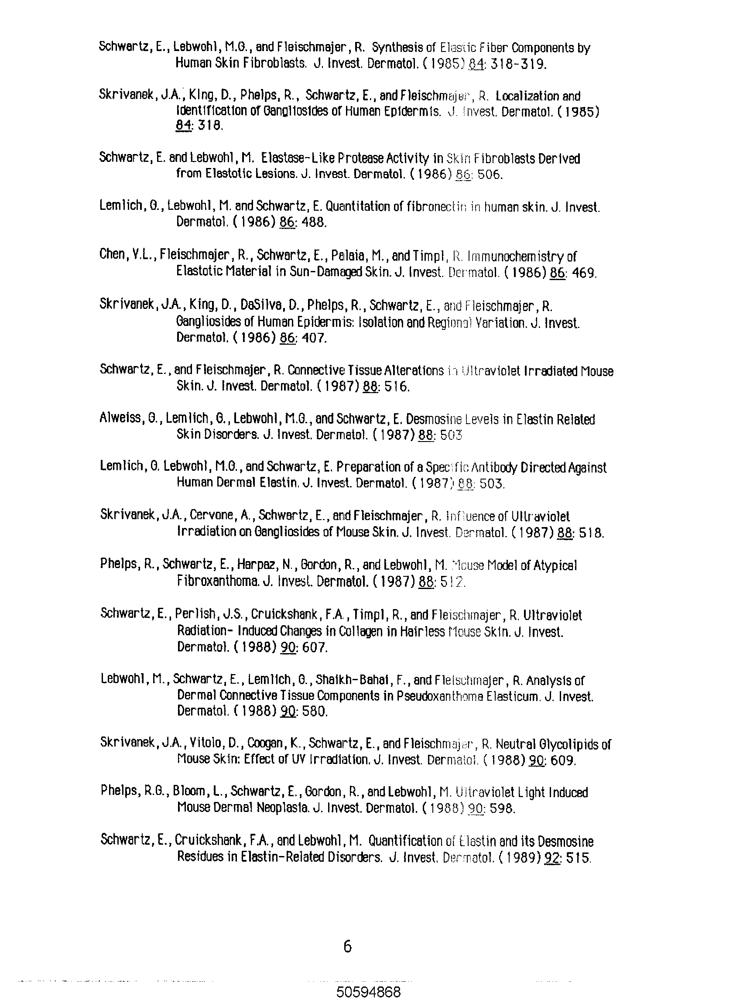 Schwartz, E., Lebwohl, M.G., and Fleischmajer, R. Synthesis of Elastic Fiber Components by
Human Skin Fibroblasts. J. Invest. Dermatol. (1985) 84: 318-319.
Skrivanek, J.A., King, D., Phelps, R., Schwartz, E., and Fleischmajer, R. Localization and
Identification of Gangliosides of Human Epidermis. J. Invest. Dermatol. (1985)
84: 318.
Schwartz, E. and Lebwohl, M. Elastase-Like Protease Activity in Skin Fibroblasts Derived
from Elastotic Lesions. J. Invest. Dermatol. (1986) 86: 506.
Lemlich, G., Lebwohl, M. and Schwartz, E. Quantitation of fibronectin in human skin. J. Invest.
Dermatol. (1986) 86: 488.
Chen, V.L., Fleischmajer, R., Schwartz, E., Palaia, M., and Timpl, R. Immunochemistry of
Elastotic Material in Sun-Damaged Skin. J. Invest. Dermatol. (1986) 86: 469.
Skrivanek, J.A., King, D., DaSilva, D., Phelps, R., Schwartz, E., and Fleischmajer, R.
Gangliosides of Human Epidermis: Isolation and Regional Variation. J. Invest.
Dermatol. (1986) 86: 407.
Schwartz, E., and Fleischmajer, R. Connective Tissue Alterations in Ultraviolet Irradiated Mouse
Skin. J. Invest. Dermatol. (1987) 88: 516.
Alweiss, G., Lemlich, G., Lebwohl, M.G., and Schwartz, E. Desmosine Levels in Elastin Related
Skin Disorders. J. Invest. Dermatol. (1987) 88: 503
Lemlich, G. Lebwohl, M.G., and Schwartz, E. Preparation of a Specific Antibody Directed Against
Human Dermal Elastin. J. Invest. Dermatol. (1987) 88: 503.
Skrivanek, J.A., Cervone, A., Schwartz, E., and Fleischmajer, R. Influence of Ultraviolet
Irradiation on Gangliosides of Mouse Skin. J. Invest. Dermatol. (1987) 88: 518.
Phelps, R., Schwartz, E., Harpaz, N., Gordon, R., and Lebwohl, M. Mouse Model of Atypical
Fibroxanthoma. J. Invest. Dermatol. (1987) 88: 512.
Schwartz, E., Perlish, J.S., Cruickshank, F.A., Timpl, R., and Fleischmajer, R. Ultraviolet
Radiation- Induced Changes in Collagen in Hairless Mouse Skin. J. Invest.
Dermatol. (1988) 90: 607.
Lebwohl, M., Schwartz, E., Lemlich, G., Shaikh-Bahai, F., and Fleischmajer, R. Analysis of
Dermal Connective Tissue Components in Pseudoxanthoma Elasticum. J. Invest.
Dermatol. (1988) 90: 580.
Skrivanek, J.A., Vitolo, D., Coogan, K., Schwartz, E., and Fleischmajer, R. Neutral Glycolipids of
Mouse Skin: Effect of UV Irradiation. J. Invest. Dermatol. (1988) 90: 609.
Phelps, R.G., Bloom, L., Schwartz, E., Gordon, R., and Lebwohl, M. Ultraviolet Light Induced
Mouse Dermal Neoplasia. J. Invest. Dermatol. (1988) 90: 598.
Schwartz, E., Cruickshank, F.A., and Lebwohl, M. Quantification of Elastin and its Desmosine
Residues in Elastin-Related Disorders. J. Invest. Dermatol. (1989) 92: 515.
6
50594868